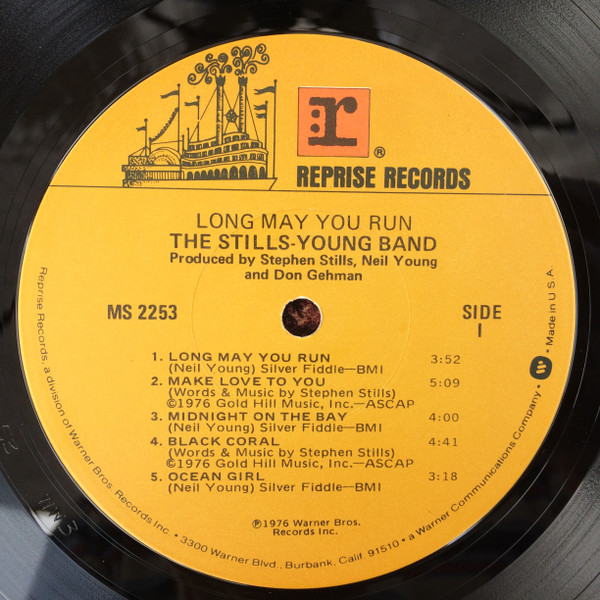 :r
®
REPRISE RECORDS
LONG MAY YOU RUN
THE STILLS-YOUNG BAND
Produced by Stephen Stills, Neil Young
and Don Gehman
MS 2253
SIDE
1
1. LONG MAY YOU RUN 3:52
(Neil Young) Silver Fiddle—BMI
2. MAKE LOVE TO YOU 5:09
(Words & Music by Stephen Stills)
©1976 Gold Hill Music, Inc.—ASCAP
3. MIDNIGHT ON THE BAY 4:00
(Neil Young) Silver Fiddle—BMI
4. BLACK CORAL 4:41
(Words & Music by Stephen Stills)
©1976 Gold Hill Music, Inc.—ASCAP
5. OCEAN GIRL 3:18
(Neil Young) Silver Fiddle—BMI
℗1976 Warner Bros.
Records Inc.
Reprise Records, a division of Warner Bros. Records Inc. • 3300 Warner Blvd., Burbank, Calif. 91510 • a Warner Communications Company • W • Made in U.S.A.